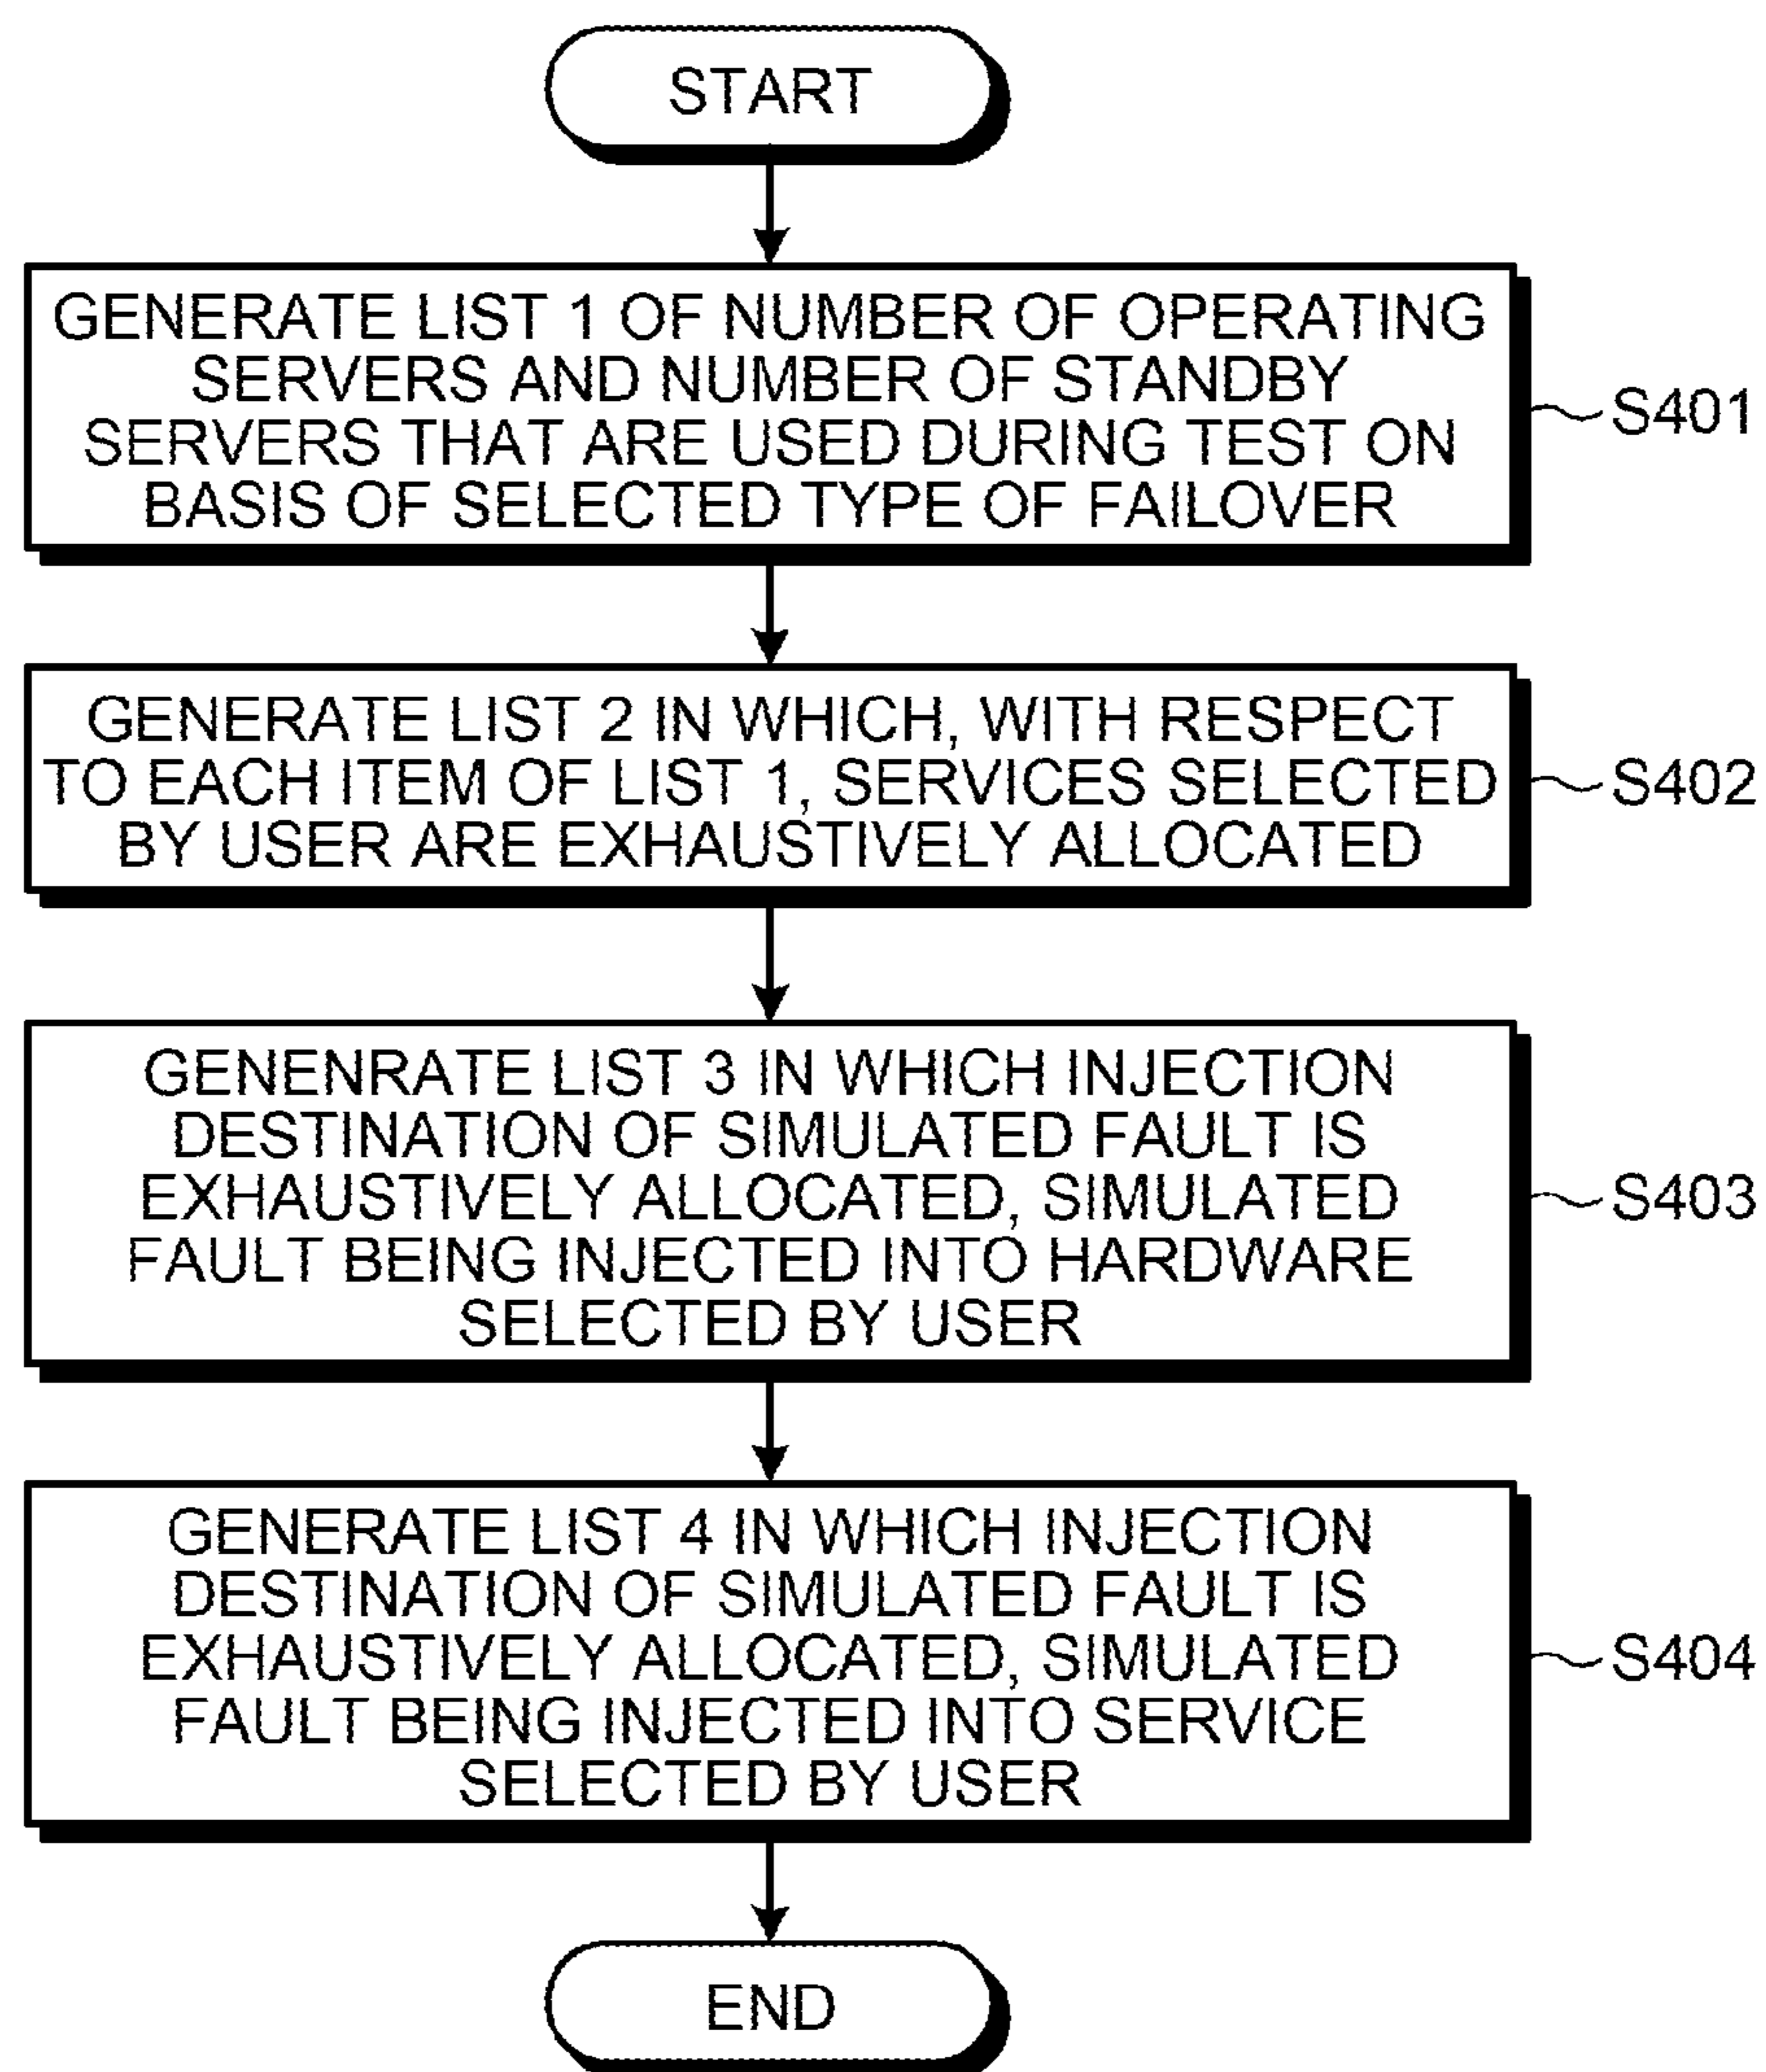 START
GENERATE LIST 1 OF NUMBER OF OPERATING
SERVERS AND NUMBER OF STANDBY
SERVERS THAT ARE USED DURING TEST ON
BASIS OF SELECTED TYPE OF FAILOVER
S401
GENERATE LIST 2 IN WHICH, WITH RESPECT
TO EACH ITEM OF LIST 1, SERVICES SELECTED
BY USER ARE EXHAUSTIVELY ALLOCATED
S402
GENENRATE LIST 3 IN WHICH INJECTION
DESTINATION OF SIMULATED FAULT IS
EXHAUSTIVELY ALLOCATED, SIMULATED
FAULT BEING INJECTED INTO HARDWARE
SELECTED BY USER
S403
GENERATE LIST 4 IN WHICH INJECTION
DESTINATION OF SIMULATED FAULT IS
EXHAUSTIVELY ALLOCATED, SIMULATED
FAULT BEING INJECTED INTO SERVICE
SELECTED BY USER
S404
END